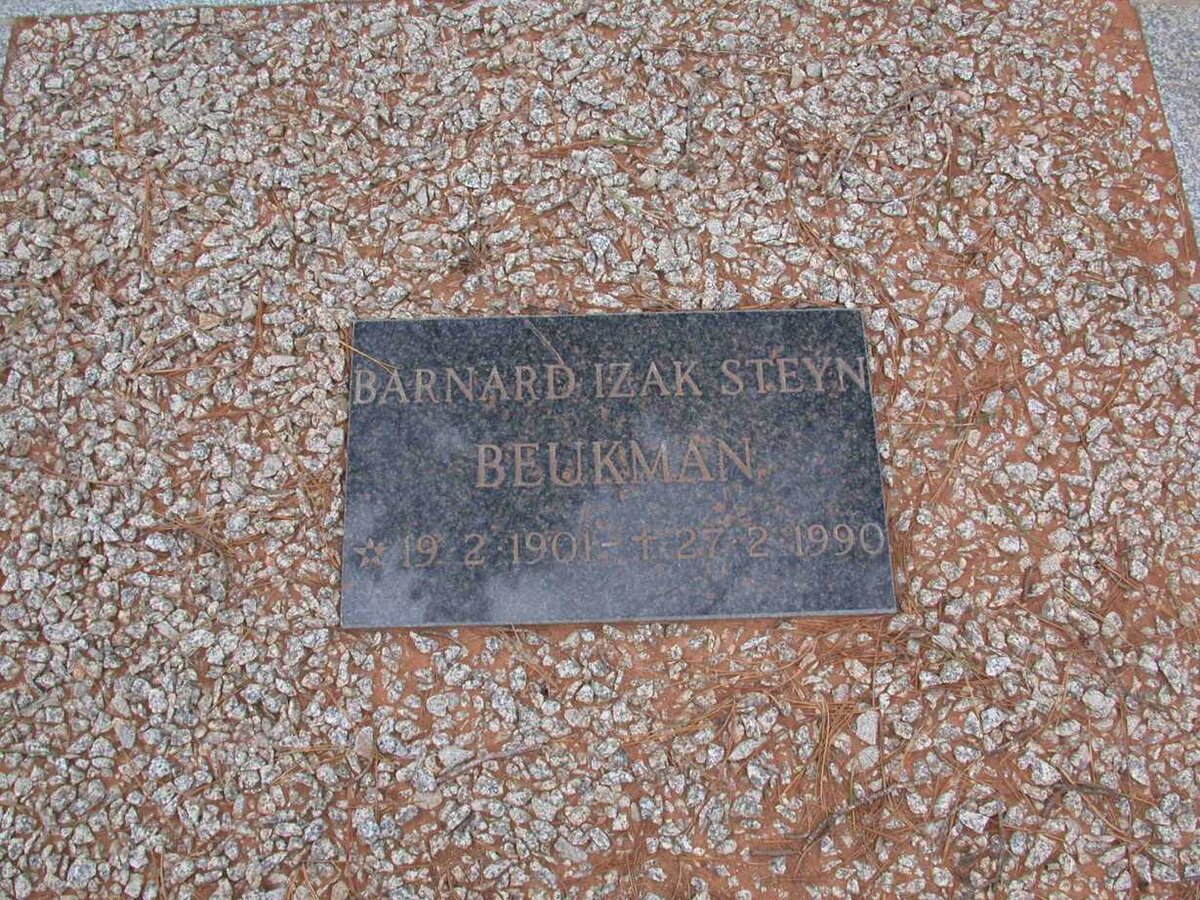 BARNARD IZAK STEYN
BEUKMAN
☆ 19·2·1901 – † 27·2·1990